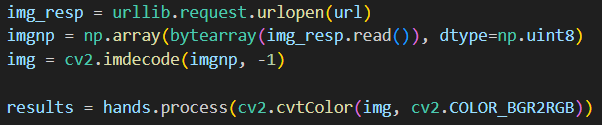 img_resp = urllib.request.urlopen(url)
imgnp = np.array(bytearray(img_resp.read()), dtype=np.uint8)
img = cv2.imdecode(imgnp, -1)
results = hands.process(cv2.cvtColor(img, cv2.COLOR_BGR2RGB))